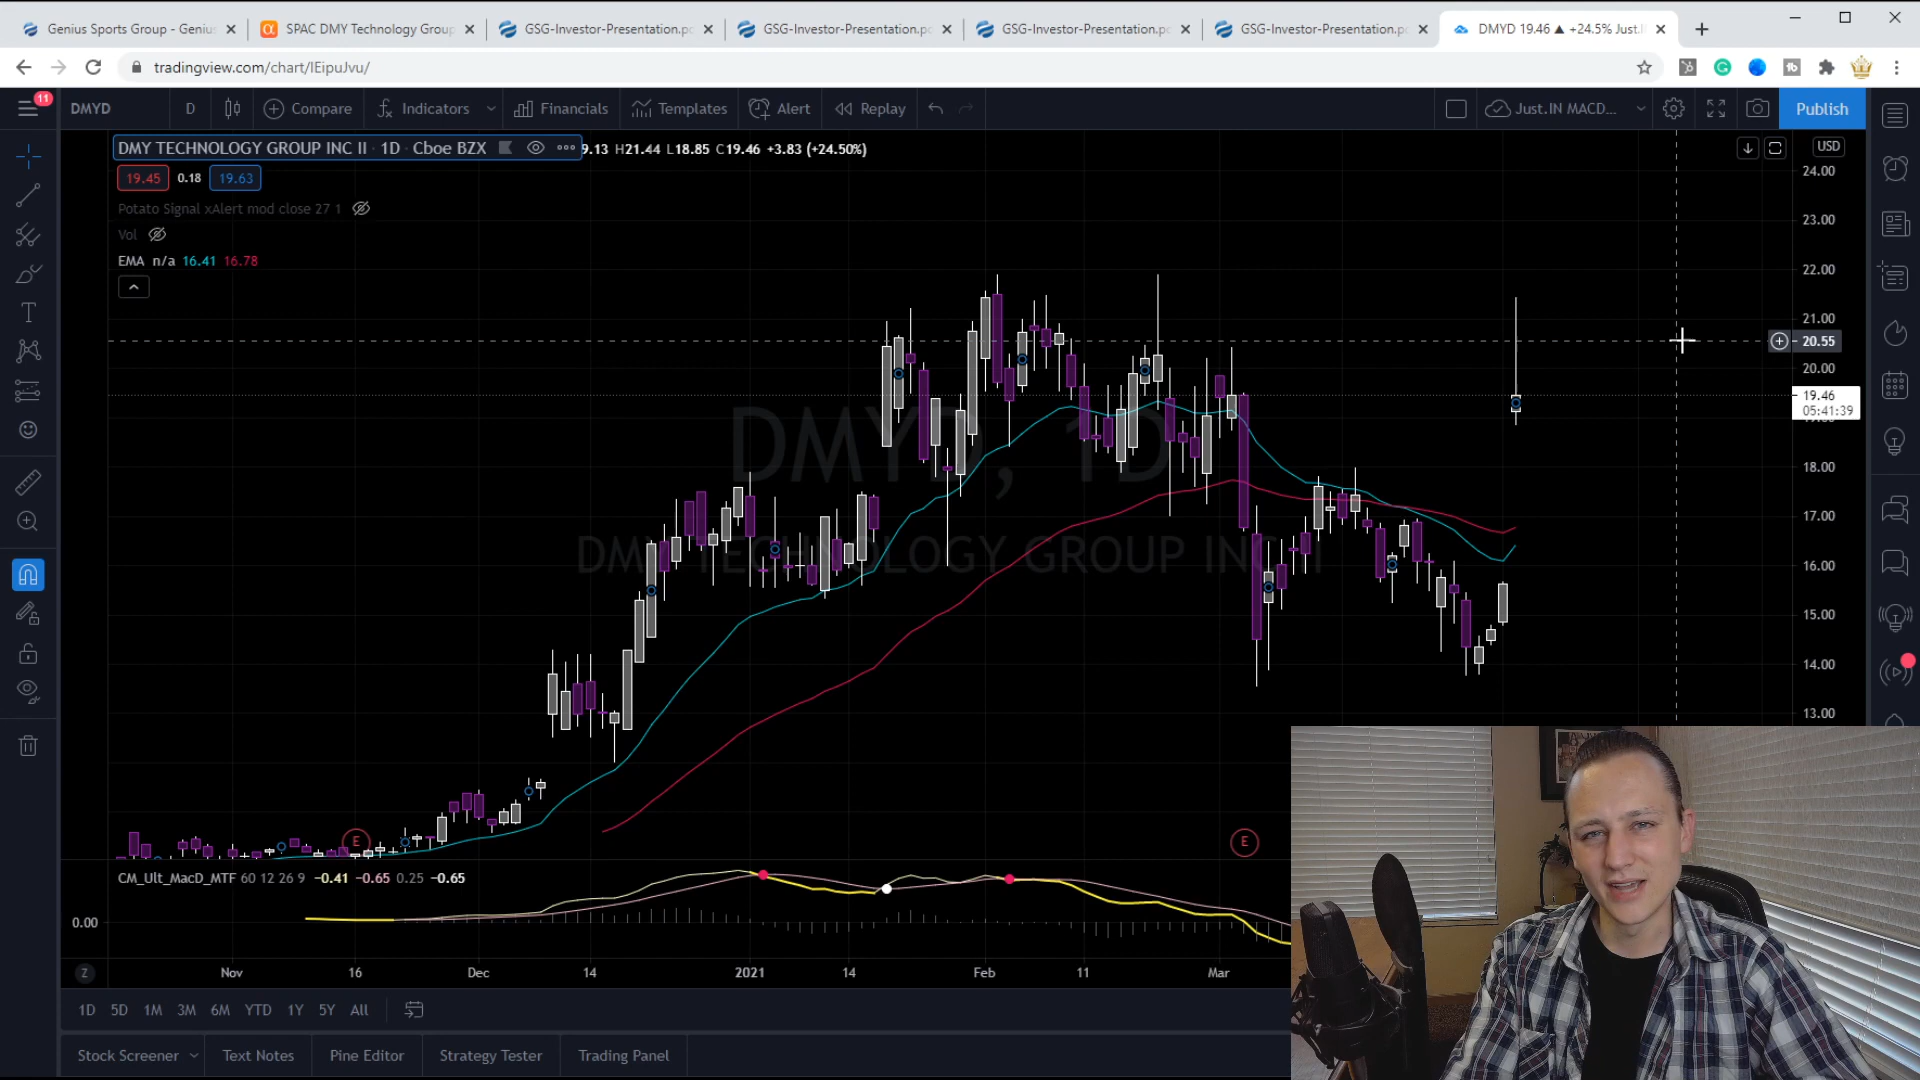 Genius Sports Group - Genius
SPAC DMY Technology Group
GSG-Investor-Presentation.pd
GSG-Investor-Presentation.pd
GSG-Investor-Presentation.pd
GSG-Investor-Presentation.pd
DMYD 19.46 ▲ +24.5% Just.I
tradingview.com/chart/IEipuJvu/
11
DMYD D Compare Indicators Financials Templates Alert Replay Just.IN MACD... Publish
DMY TECHNOLOGY GROUP INC II · 1D · Cboe BZX 9.13 H21.44 L18.85 C19.46 +3.83 (+24.50%)
USD
19.45 0.18 19.63
Potato Signal xAlert mod close 27 1
Vol
EMA n/a 16.41 16.78
24.00
23.00
22.00
21.00
20.55
20.00
19.46
05:41:39
18.00
17.00
16.00
15.00
14.00
13.00
DMYD, 1D
DMY TECHNOLOGY GROUP INC II
E
E
CM_Ult_MacD_MTF 60 12 26 9 −0.41 −0.65 0.25 −0.65
0.00
Z
Nov 16 Dec 14 2021 14 Feb 11 Mar
1D 5D 1M 3M 6M YTD 1Y 5Y All
Stock Screener Text Notes Pine Editor Strategy Tester Trading Panel